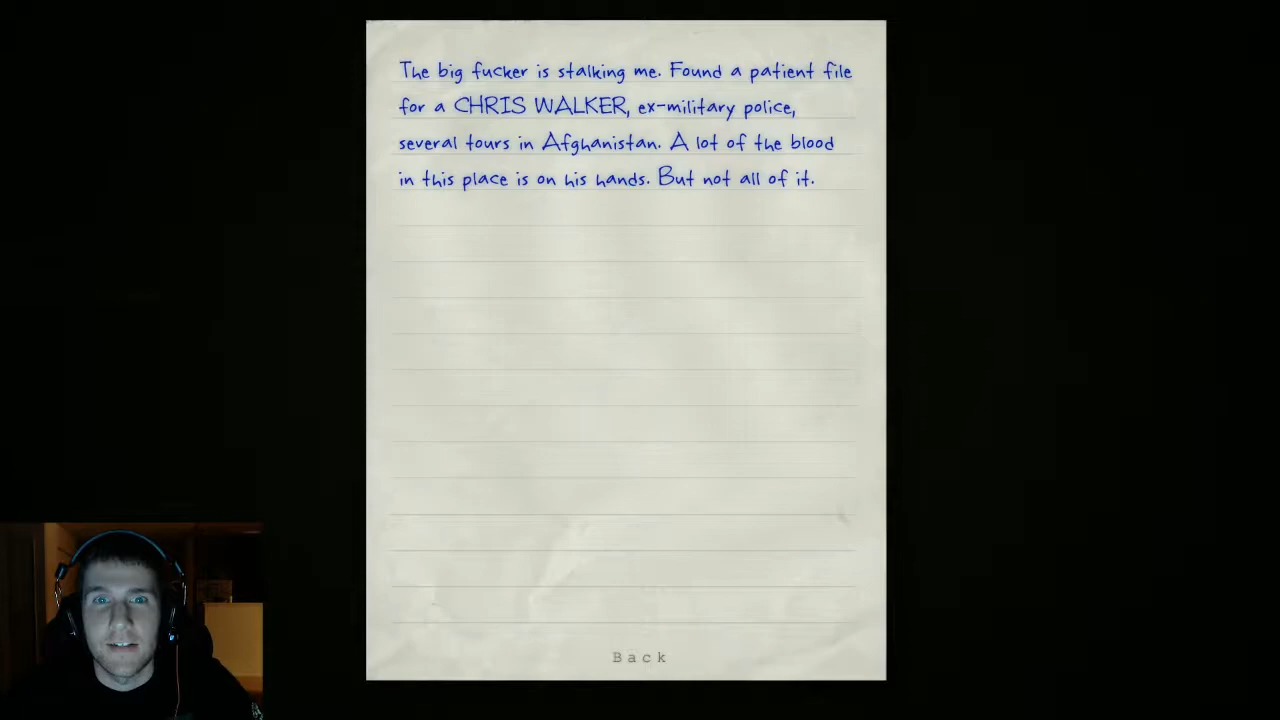 The big fucker is stalking me. Found a patient file
for a CHRIS WALKER, ex-military police,
several tours in Afghanistan. A lot of the blood
in this place is on his hands. But not all of it.
Back